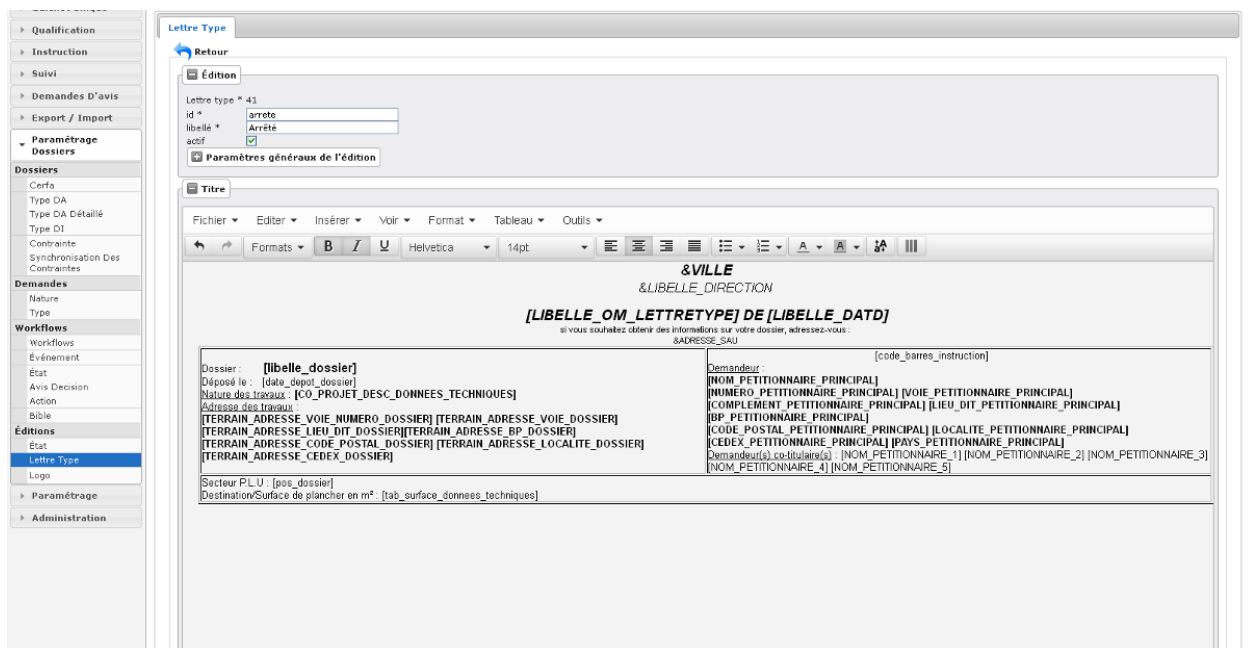 Qualification
Instruction
Suivi
Demandes D'avis
Export / Import
Paramétrage
Dossiers
Dossiers
Cerfa
Type DA
Type DA Détaillé
Type DI
Contrainte
Synchronisation Des
Contraintes
Demandes
Nature
Type
Workflows
Workflows
Événement
État
Avis Decision
Action
Bible
Éditions
État
Lettre Type
Logo
Paramétrage
Administration
Lettre Type
Retour
Édition
Lettre type * 41
id * arrete
libellé * Arrêté
actif
Paramètres généraux de l'édition
Titre
Fichier Editer Insérer Voir Format Tableau Outils
Formats B I U Helvetica 14pt A A
&VILLE
&LIBELLE_DIRECTION
[LIBELLE_OM_LETTRETYPE] DE [LIBELLE_DATD]
si vous souhaitez obtenir des informations sur votre dossier, adressez-vous :
&ADRESSE_SAU
Dossier : [libelle_dossier]
Déposé le : [date_depot_dossier]
Nature des travaux : [CO_PROJET_DESC_DONNEES_TECHNIQUES]
Adresse des travaux :
[TERRAIN_ADRESSE_VOIE_NUMERO_DOSSIER] [TERRAIN_ADRESSE_VOIE_DOSSIER]
[TERRAIN_ADRESSE_LIEU_DIT_DOSSIER][TERRAIN_ADRESSE_BP_DOSSIER]
[TERRAIN_ADRESSE_CODE_POSTAL_DOSSIER] [TERRAIN_ADRESSE_LOCALITE_DOSSIER]
[TERRAIN_ADRESSE_CEDEX_DOSSIER]
[code_barres_instruction]
Demandeur :
[NOM_PETITIONNAIRE_PRINCIPAL]
[NUMERO_PETITIONNAIRE_PRINCIPAL] [VOIE_PETITIONNAIRE_PRINCIPAL]
[COMPLEMENT_PETITIONNAIRE_PRINCIPAL] [LIEU_DIT_PETITIONNAIRE_PRINCIPAL]
[BP_PETITIONNAIRE_PRINCIPAL]
[CODE_POSTAL_PETITIONNAIRE_PRINCIPAL] [LOCALITE_PETITIONNAIRE_PRINCIPAL]
[CEDEX_PETITIONNAIRE_PRINCIPAL] [PAYS_PETITIONNAIRE_PRINCIPAL]
Demandeur(s) co-titulaire(s) : [NOM_PETITIONNAIRE_1] [NOM_PETITIONNAIRE_2] [NOM_PETITIONNAIRE_3]
[NOM_PETITIONNAIRE_4] [NOM_PETITIONNAIRE_5]
Secteur P.L.U : [pos_dossier]
Destination/Surface de plancher en m² : [tab_surface_donnees_techniques]